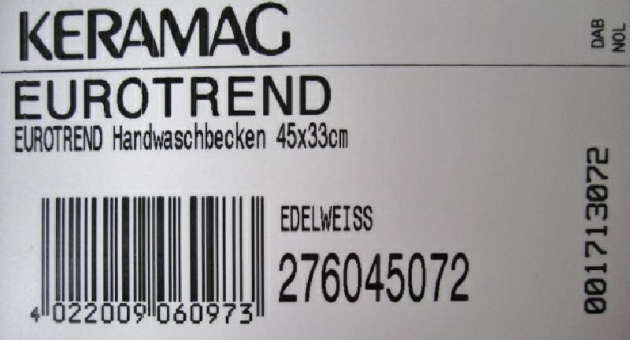 KERAMAG
EUROTREND
EUROTREND Handwaschbecken 45x33cm
EDELWEISS
276045072
4 022009 060973
DAB
NOL
001713072